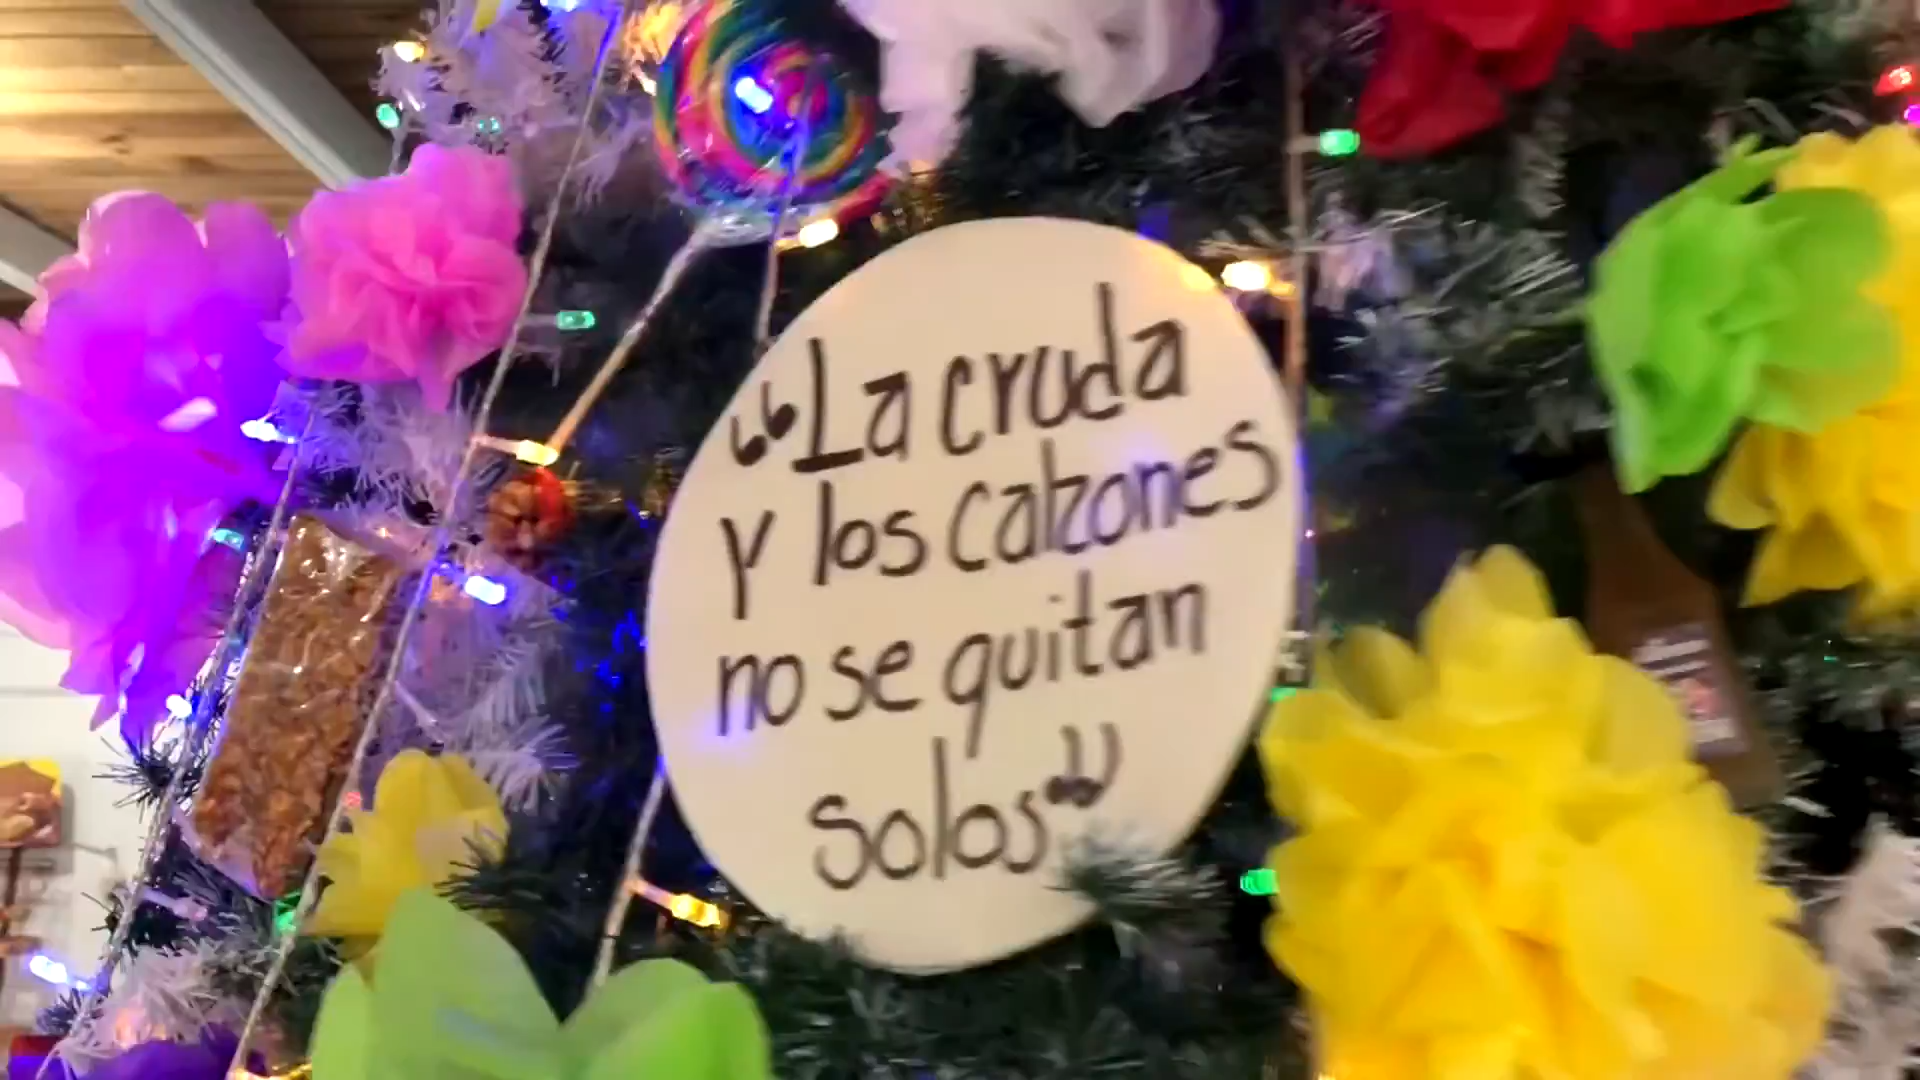 “La cruda
y los calzones
no se quitan
solos”